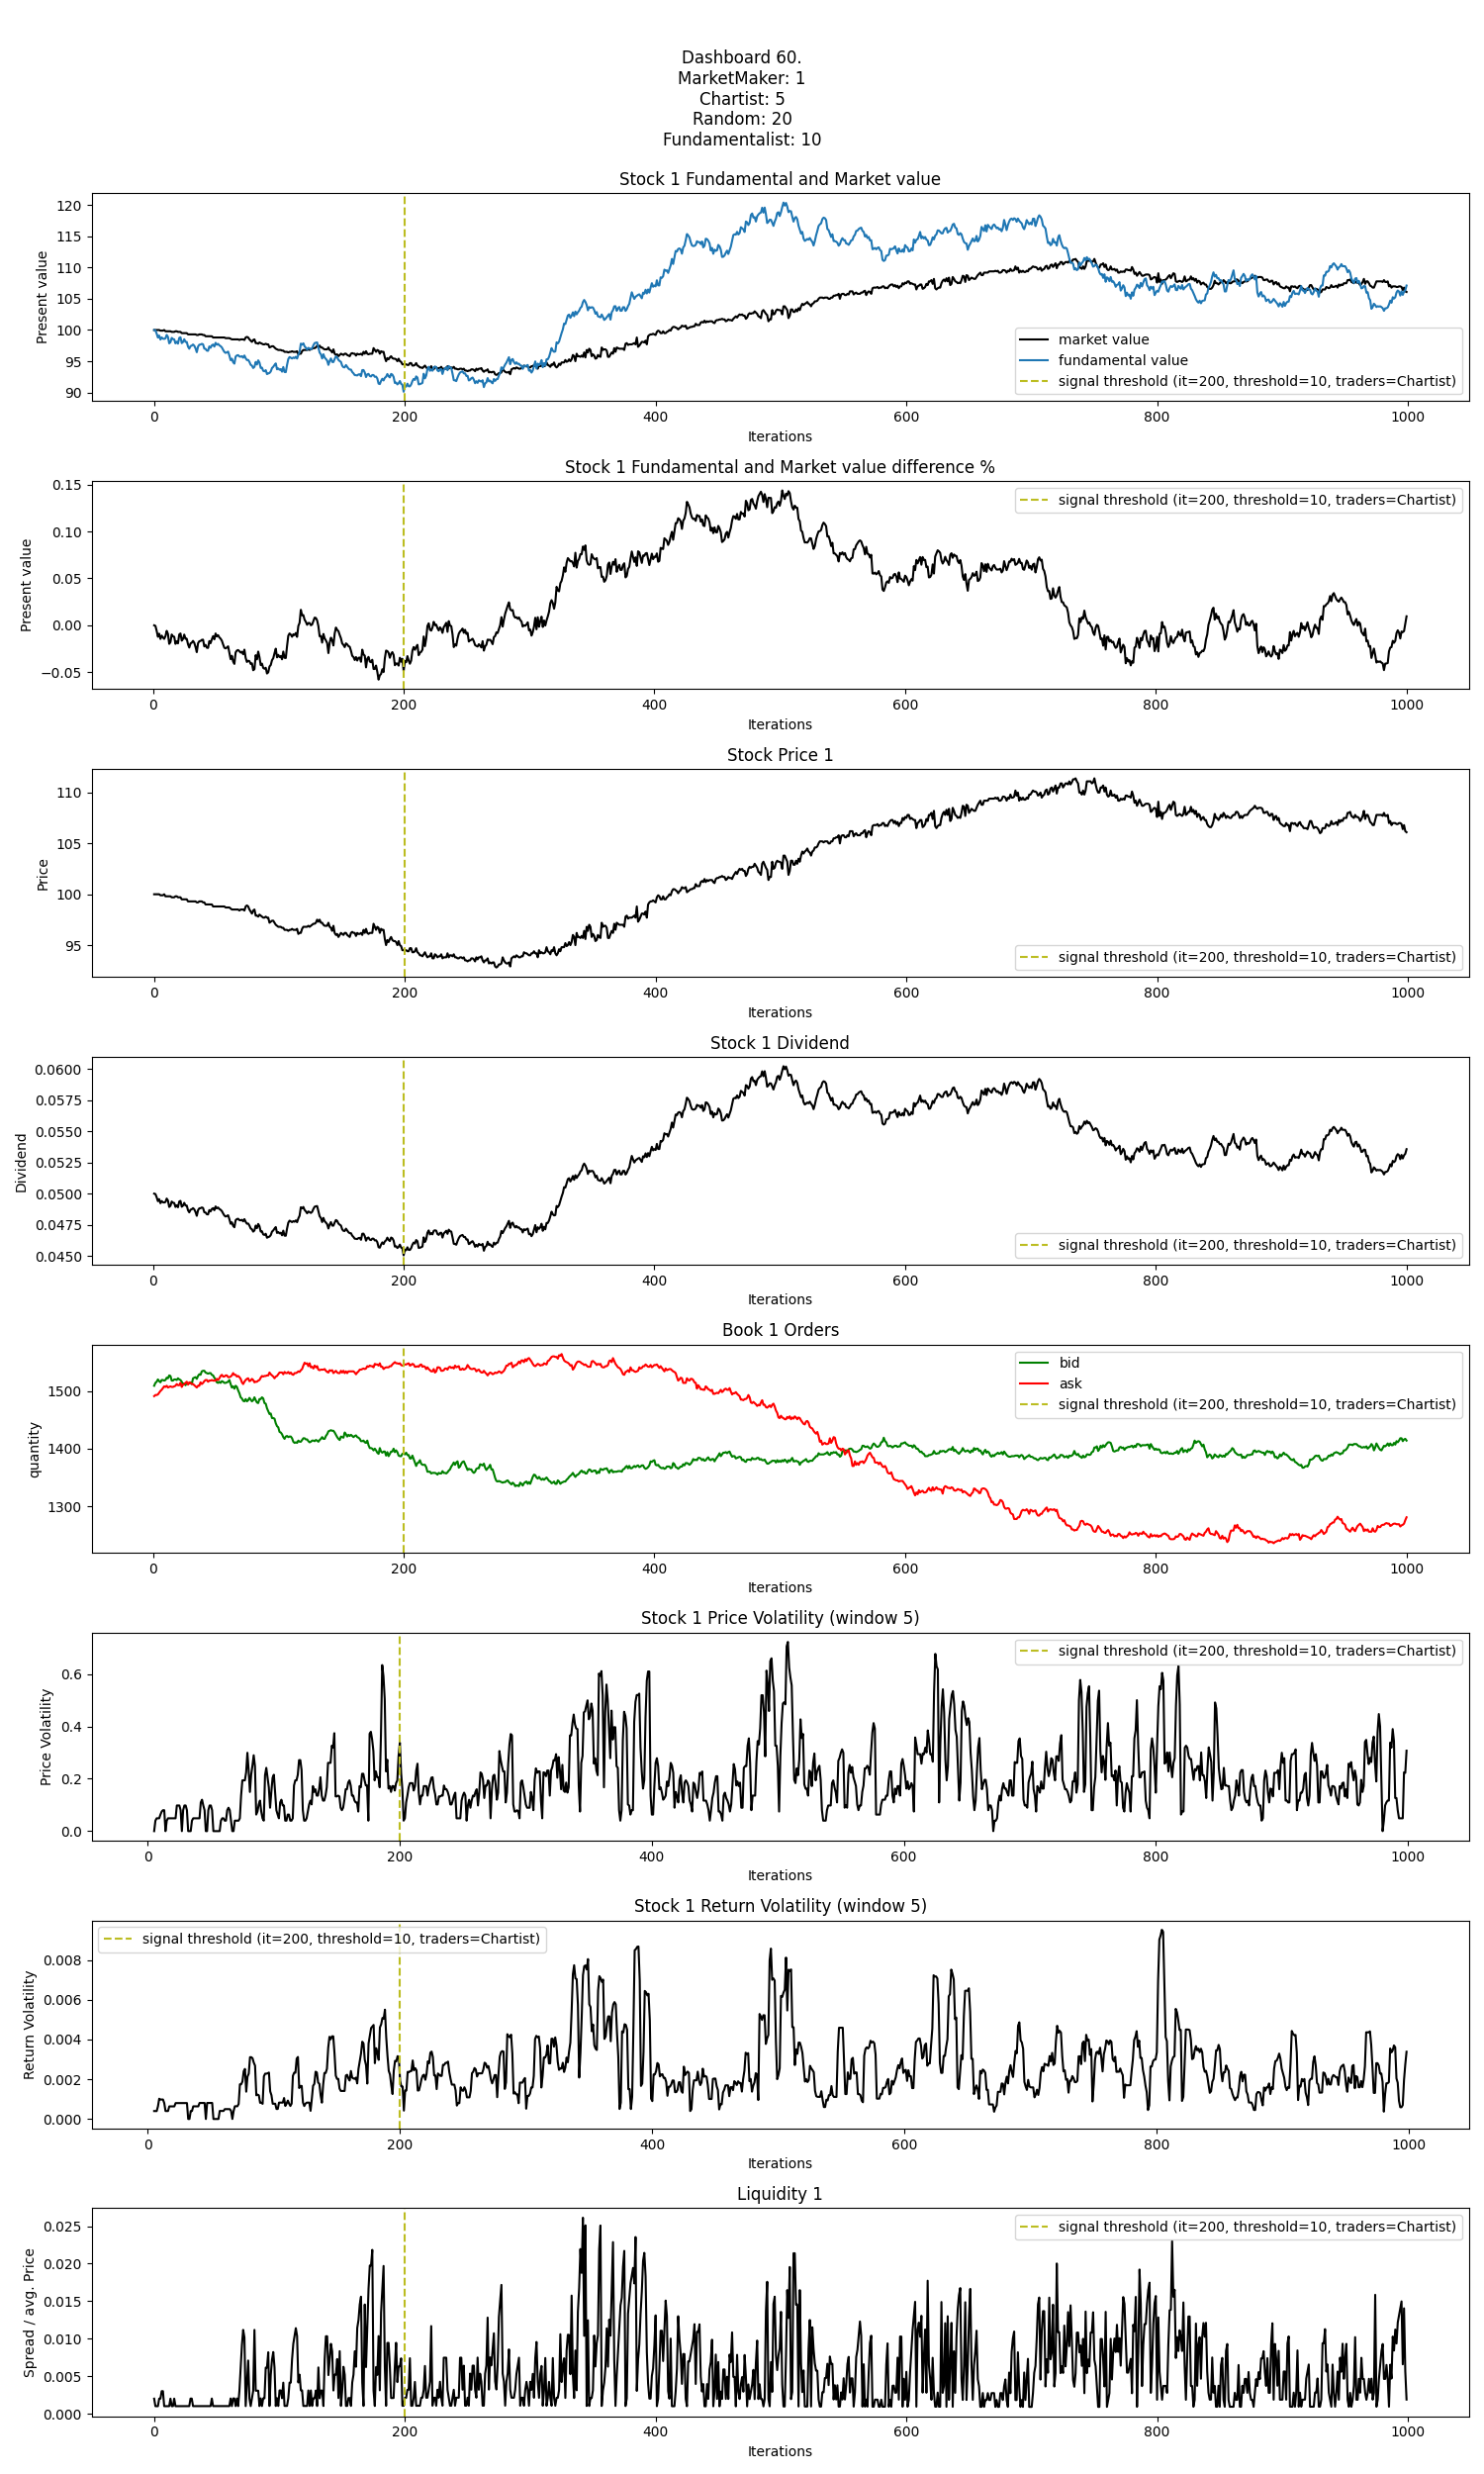 Dashboard 60.
MarketMaker: 1
Chartist: 5
Random: 20
Fundamentalist: 10
Stock 1 Fundamental and Market value
Present value
120
115
110
105
100
95
90
market value
fundamental value
signal threshold (it=200, threshold=10, traders=Chartist)
0 200 400 600 800 1000
Iterations
Stock 1 Fundamental and Market value difference %
Present value
0.15
0.10
0.05
0.00
−0.05
signal threshold (it=200, threshold=10, traders=Chartist)
0 200 400 600 800 1000
Iterations
Stock Price 1
Price
110
105
100
95
signal threshold (it=200, threshold=10, traders=Chartist)
0 200 400 600 800 1000
Iterations
Stock 1 Dividend
Dividend
0.0600
0.0575
0.0550
0.0525
0.0500
0.0475
0.0450
signal threshold (it=200, threshold=10, traders=Chartist)
0 200 400 600 800 1000
Iterations
Book 1 Orders
quantity
1500
1400
1300
bid
ask
signal threshold (it=200, threshold=10, traders=Chartist)
0 200 400 600 800 1000
Iterations
Stock 1 Price Volatility (window 5)
Price Volatility
0.6
0.4
0.2
0.0
signal threshold (it=200, threshold=10, traders=Chartist)
0 200 400 600 800 1000
Iterations
Stock 1 Return Volatility (window 5)
Return Volatility
0.008
0.006
0.004
0.002
0.000
signal threshold (it=200, threshold=10, traders=Chartist)
0 200 400 600 800 1000
Iterations
Liquidity 1
Spread / avg. Price
0.025
0.020
0.015
0.010
0.005
0.000
signal threshold (it=200, threshold=10, traders=Chartist)
0 200 400 600 800 1000
Iterations